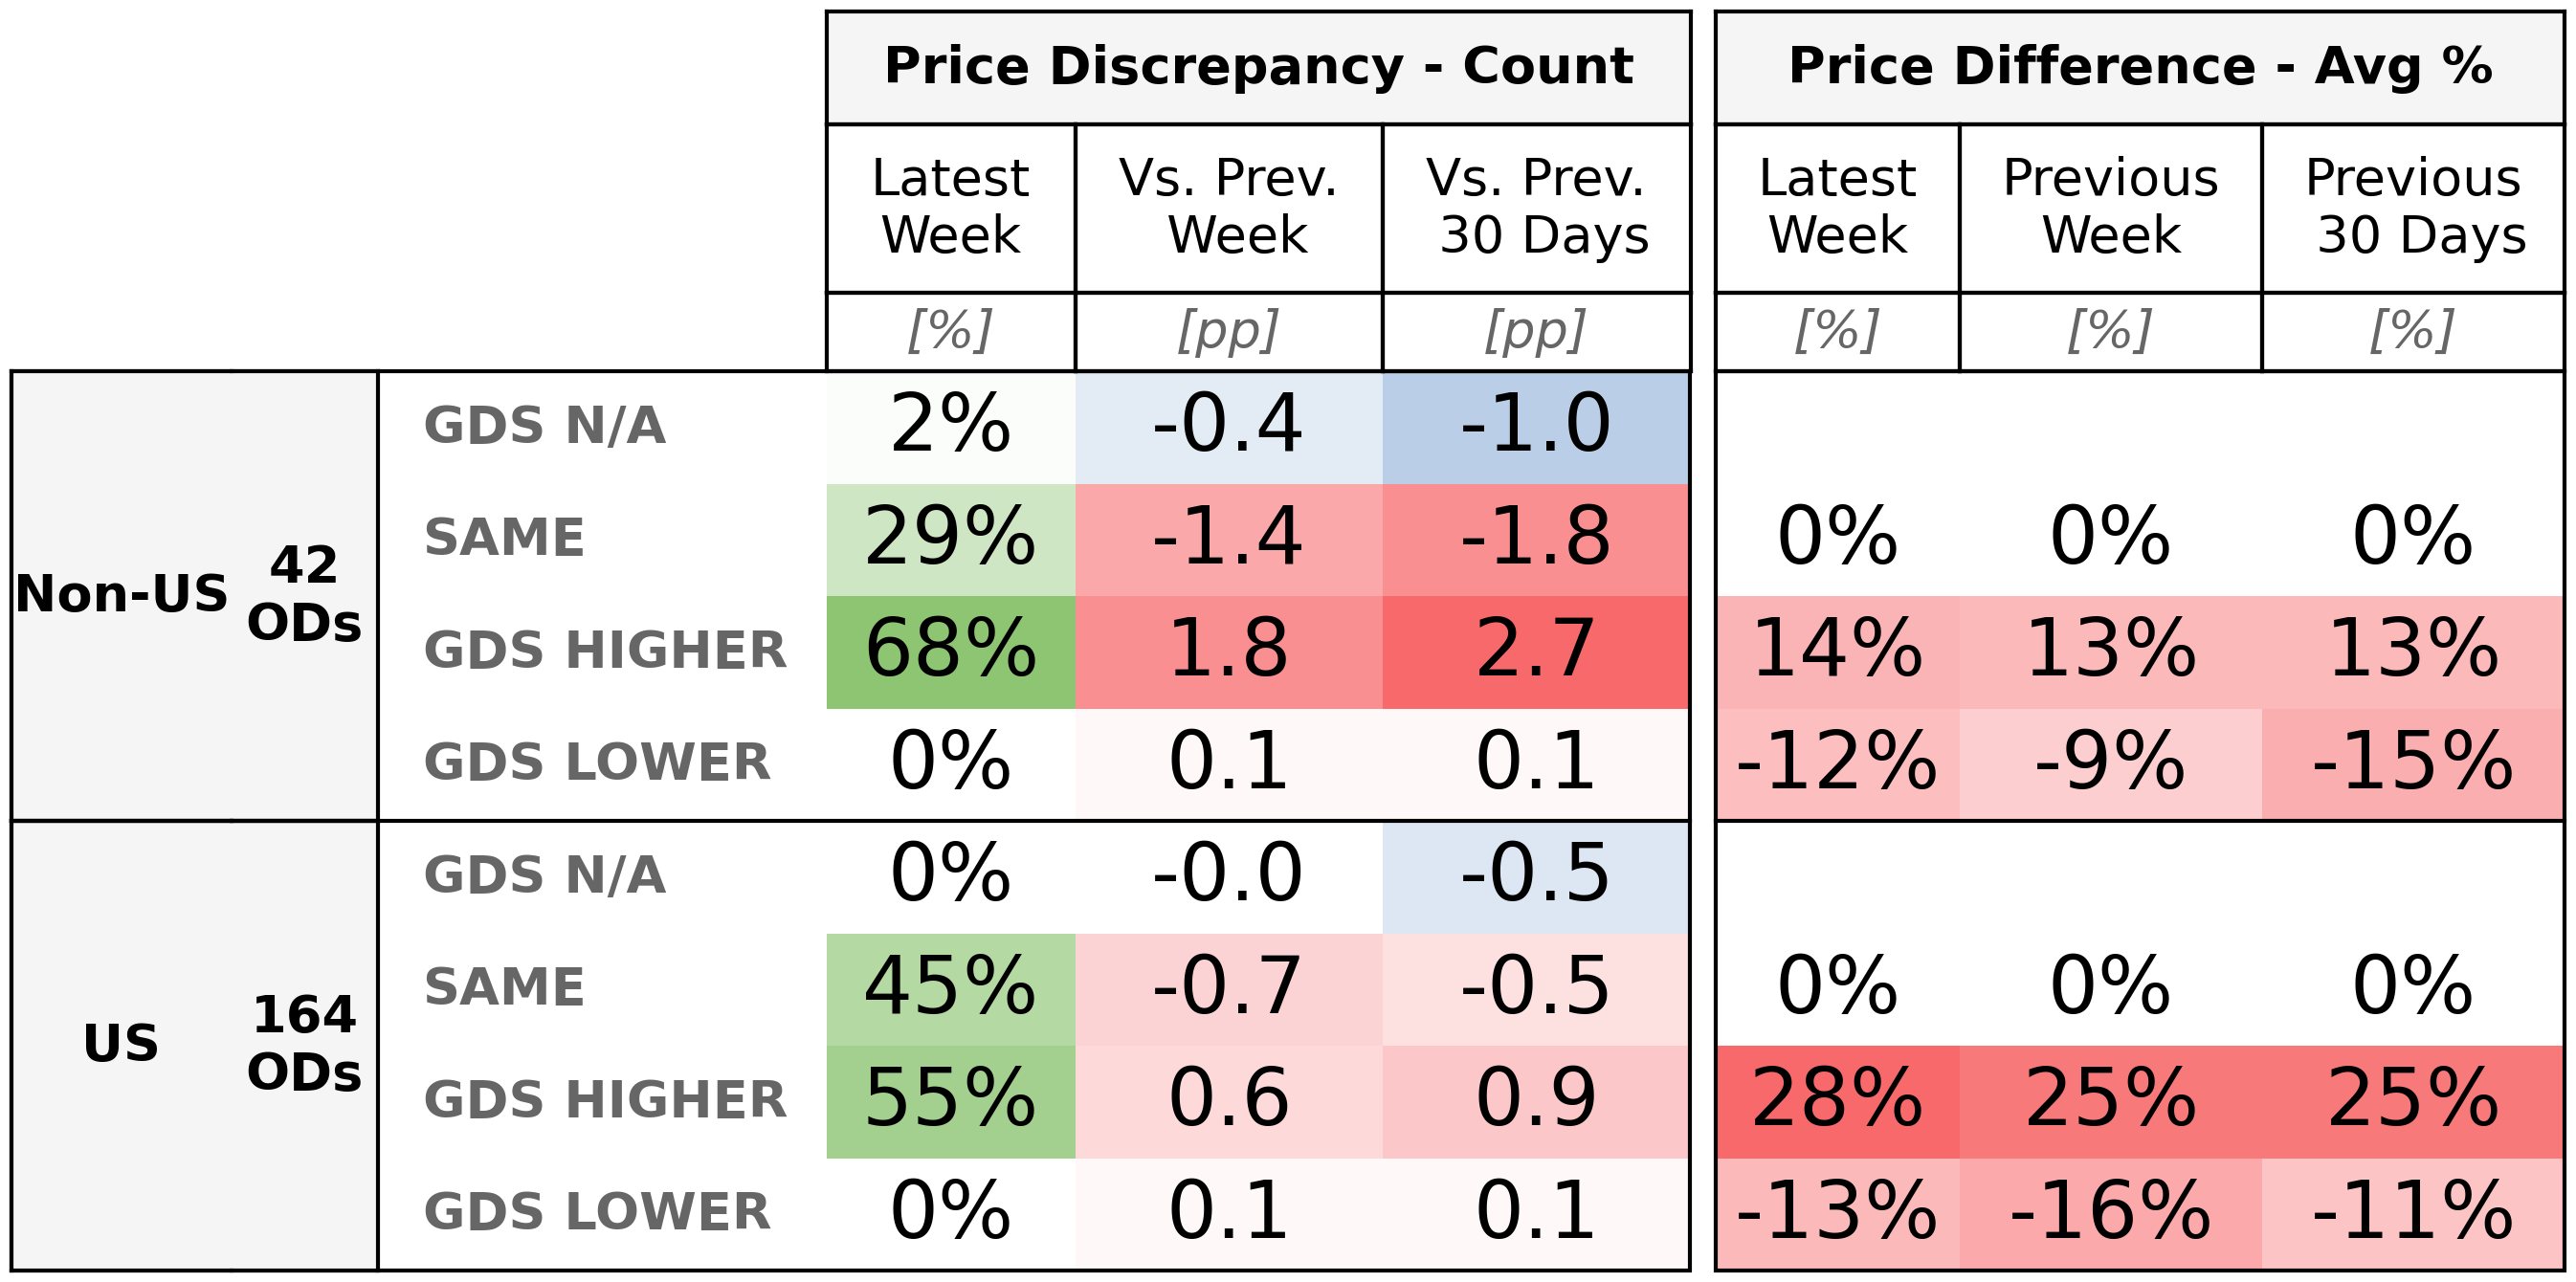 Price Discrepancy - Count Price Difference - Avg %
Latest Week Vs. Prev. Week Vs. Prev. 30 Days Latest Week Previous Week Previous 30 Days
[%] [pp] [pp] [%] [%] [%]
Non-US 42 ODs
GDS N/A 2% -0.4 -1.0
SAME 29% -1.4 -1.8 0% 0% 0%
GDS HIGHER 68% 1.8 2.7 14% 13% 13%
GDS LOWER 0% 0.1 0.1 -12% -9% -15%
US 164 ODs
GDS N/A 0% -0.0 -0.5
SAME 45% -0.7 -0.5 0% 0% 0%
GDS HIGHER 55% 0.6 0.9 28% 25% 25%
GDS LOWER 0% 0.1 0.1 -13% -16% -11%